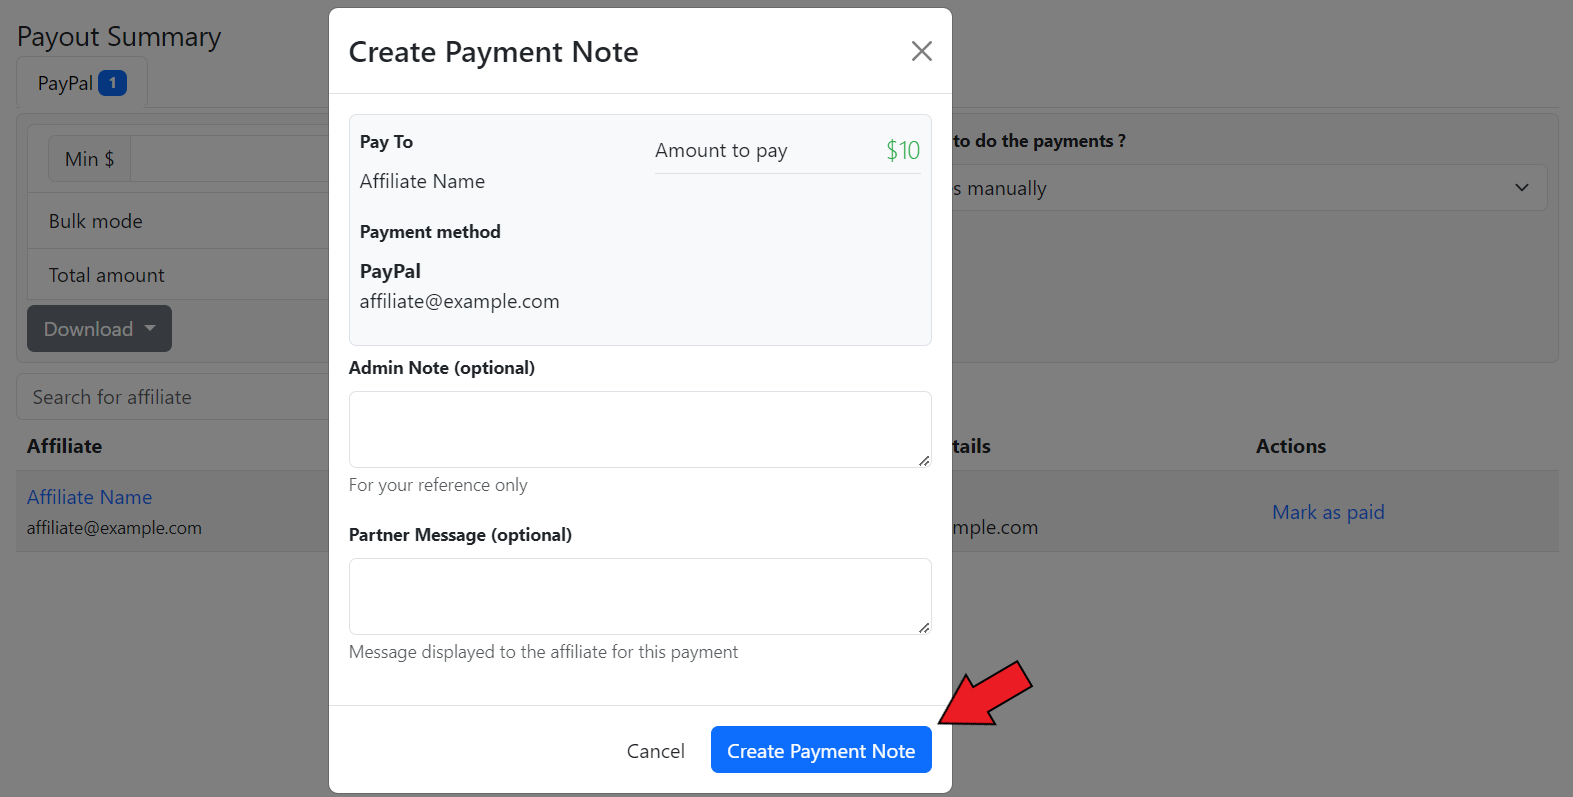 Payout Summary
PayPal 1
Min $
Bulk mode
Total amount
Download
Search for affiliate
Affiliate
Affiliate Name
affiliate@example.com
Create Payment Note
Pay To
Affiliate Name
Amount to pay $10
Payment method
PayPal
affiliate@example.com
Admin Note (optional)
For your reference only
Partner Message (optional)
Message displayed to the affiliate for this payment
Cancel Create Payment Note
to do the payments ?
s manually
tails
Actions
mple.com
Mark as paid